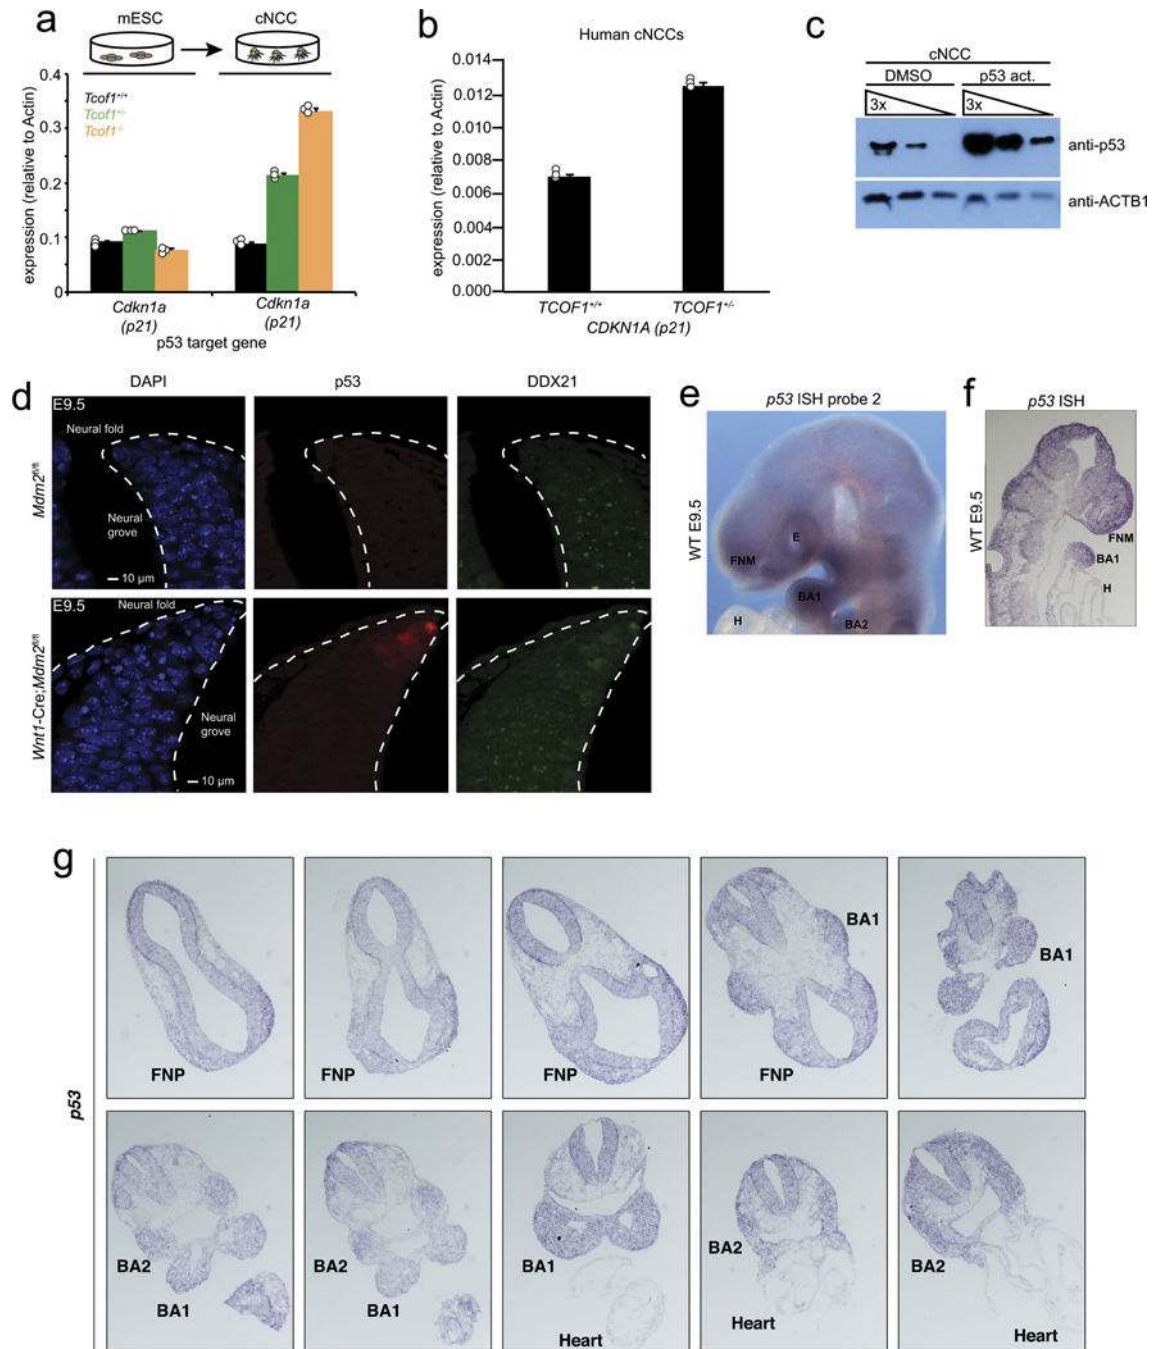 a
mESC
cNCC
0.4
0.3
0.2
0.1
0
expression (relative to Actin)
Tcof1+/+
Tcof1+/-
Tcof1-/-
Cdkn1a
(p21)
Cdkn1a
(p21)
p53 target gene
b
Human cNCCs
0.014
0.012
0.010
0.008
0.006
0.004
0.002
0.000
expression (relative to Actin)
TCOF1+/+
TCOF1+/-
CDKN1A (p21)
c
cNCC
DMSO
p53 act.
3x
3x
anti-p53
anti-ACTB1
d
DAPI
p53
DDX21
Mdm2fl/fl
E9.5
Neural fold
Neural
grove
10 µm
Wnt1-Cre;Mdm2fl/fl
E9.5
Neural fold
Neural
grove
10 µm
e
p53 ISH probe 2
WT E9.5
E
FNM
BA1
H
BA2
f
p53 ISH
WT E9.5
FNM
BA1
H
g
p53
FNP
FNP
FNP
BA1
FNP
BA1
BA2
BA1
BA2
BA1
BA1
Heart
BA2
Heart
BA2
Heart